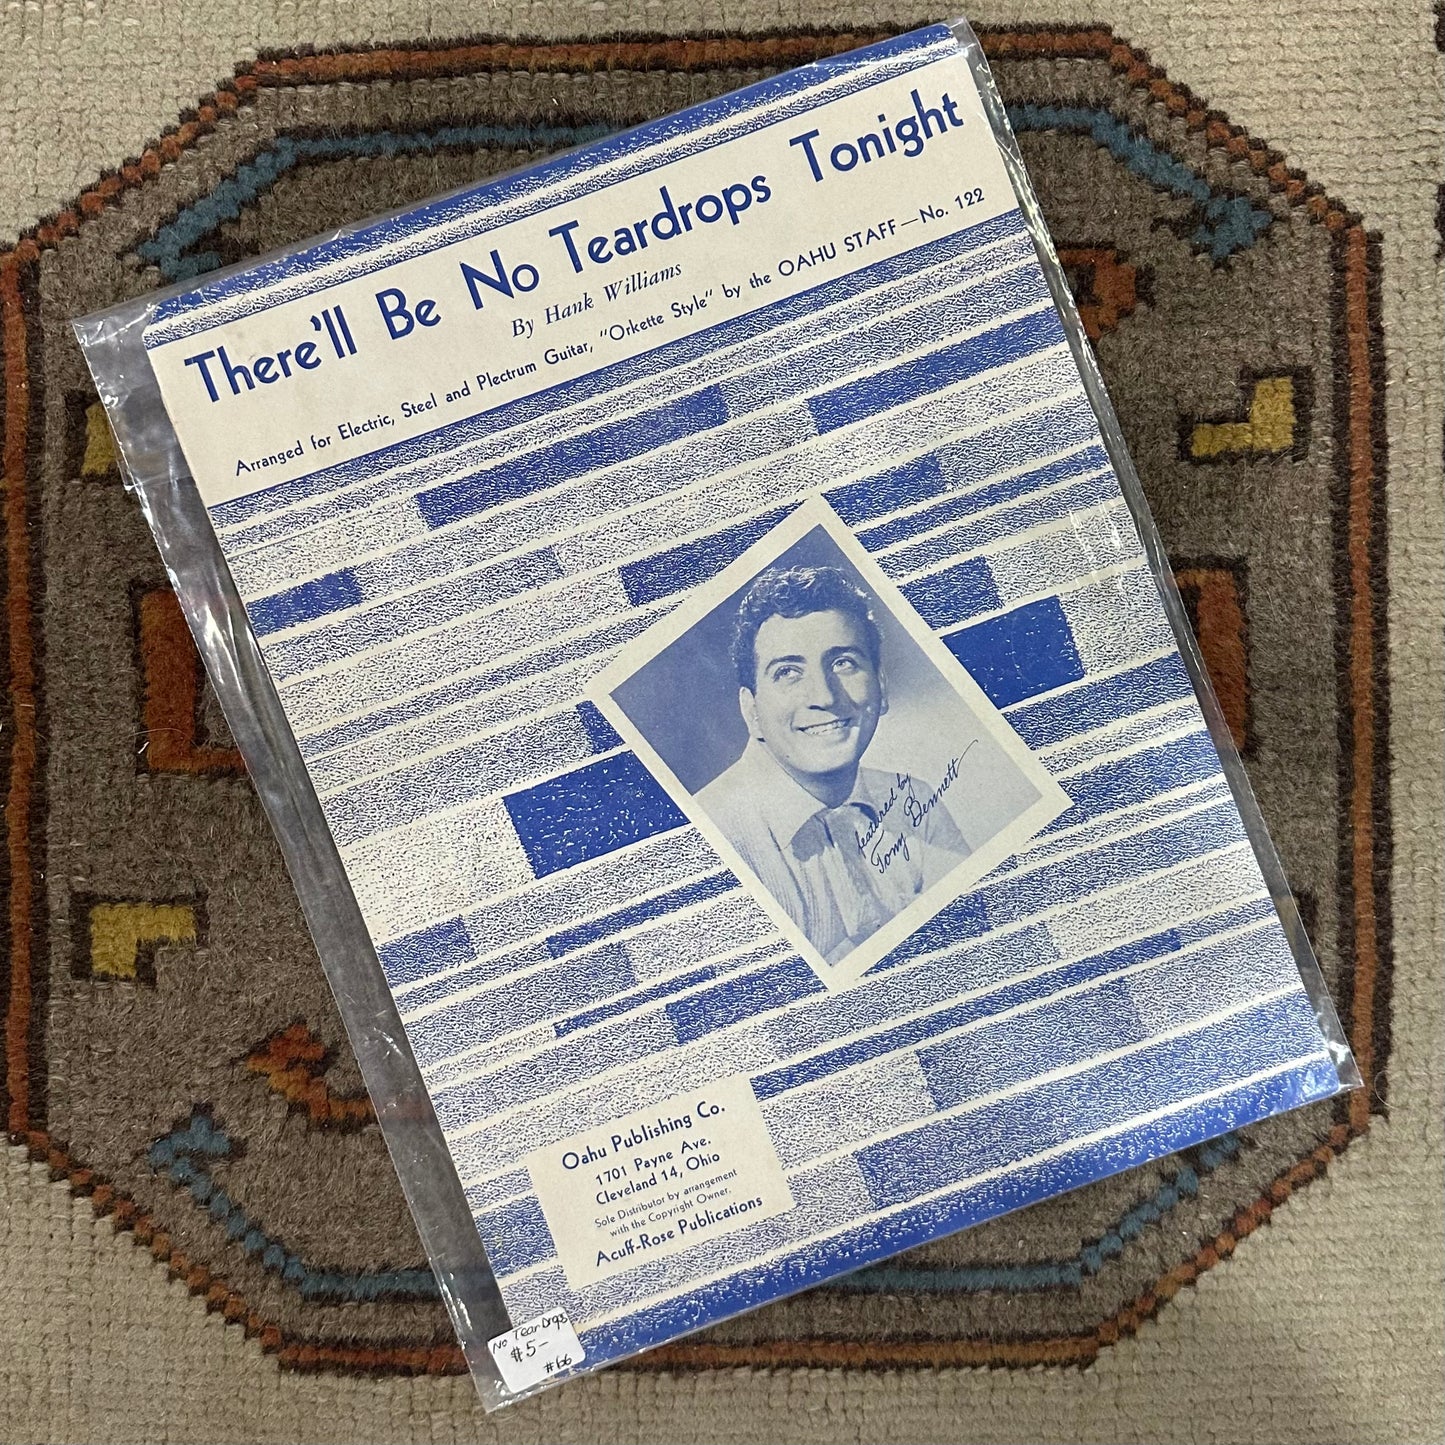 There'll Be No Teardrops Tonight
By Hank Williams
Arranged for Electric, Steel and Plectrum Guitar, "Orkette Style" by the OAHU STAFF—No. 122
featured by
Tony Bennett
Oahu Publishing Co.
1701 Payne Ave.
Cleveland 14, Ohio
Sole Distributor by arrangement
with the Copyright Owner.
Acuff-Rose Publications
No Tear Drops
$5-
#66